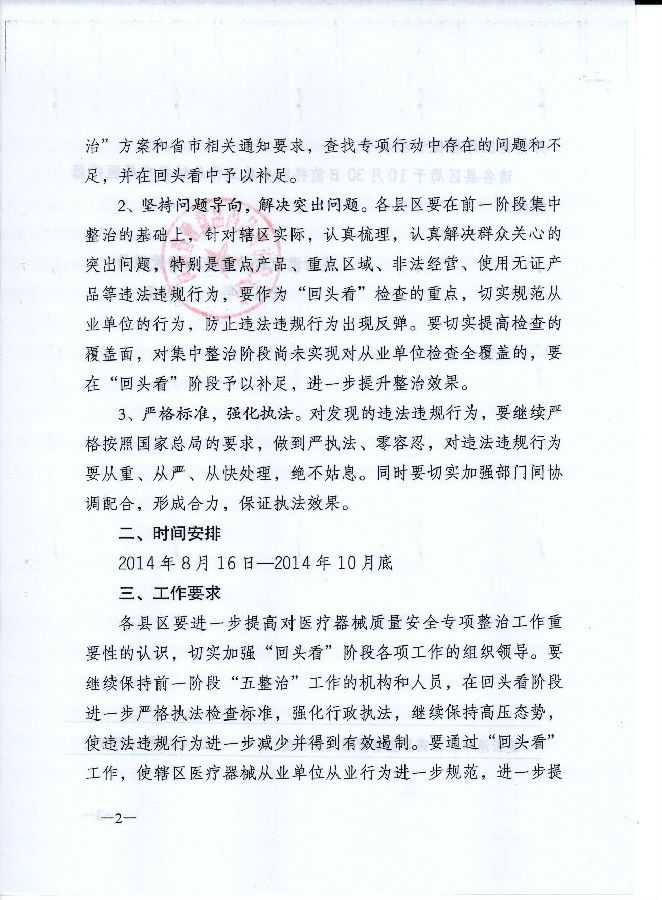 治”方案和省市相关通知要求，查找专项行动中存在的问题和不
足，并在回头看中予以补足。
2、坚持问题导向，解决突出问题。各县区要在前一阶段集中
整治的基础上，针对辖区实际，认真梳理，认真解决群众关心的
突出问题，特别是重点产品、重点区域、非法经营、使用无证产
品等违法违规行为，要作为“回头看”检查的重点，切实规范从
业单位的行为，防止违法违规行为出现反弹。要切实提高检查的
覆盖面，对集中整治阶段尚未实现对从业单位检查全覆盖的，要
在“回头看”阶段予以补足，进一步提升整治效果。
3、严格标准，强化执法。对发现的违法违规行为，要继续严
格按照国家总局的要求，做到严执法、零容忍，对违法违规行为
要从重、从严、从快处理，绝不姑息。同时要切实加强部门间协
调配合，形成合力，保证执法效果。
二、时间安排
2014年8月16日—2014年10月底
三、工作要求
各县区要进一步提高对医疗器械质量安全专项整治工作重
要性的认识，切实加强“回头看”阶段各项工作的组织领导。要
继续保持前一阶段“五整治”工作的机构和人员，在回头看阶段
进一步严格执法检查标准，强化行政执法，继续保持高压态势，
使违法违规行为进一步减少并得到有效遏制。要通过“回头看”
工作，使辖区医疗器械从业单位从业行为进一步规范，进一步提
—2—